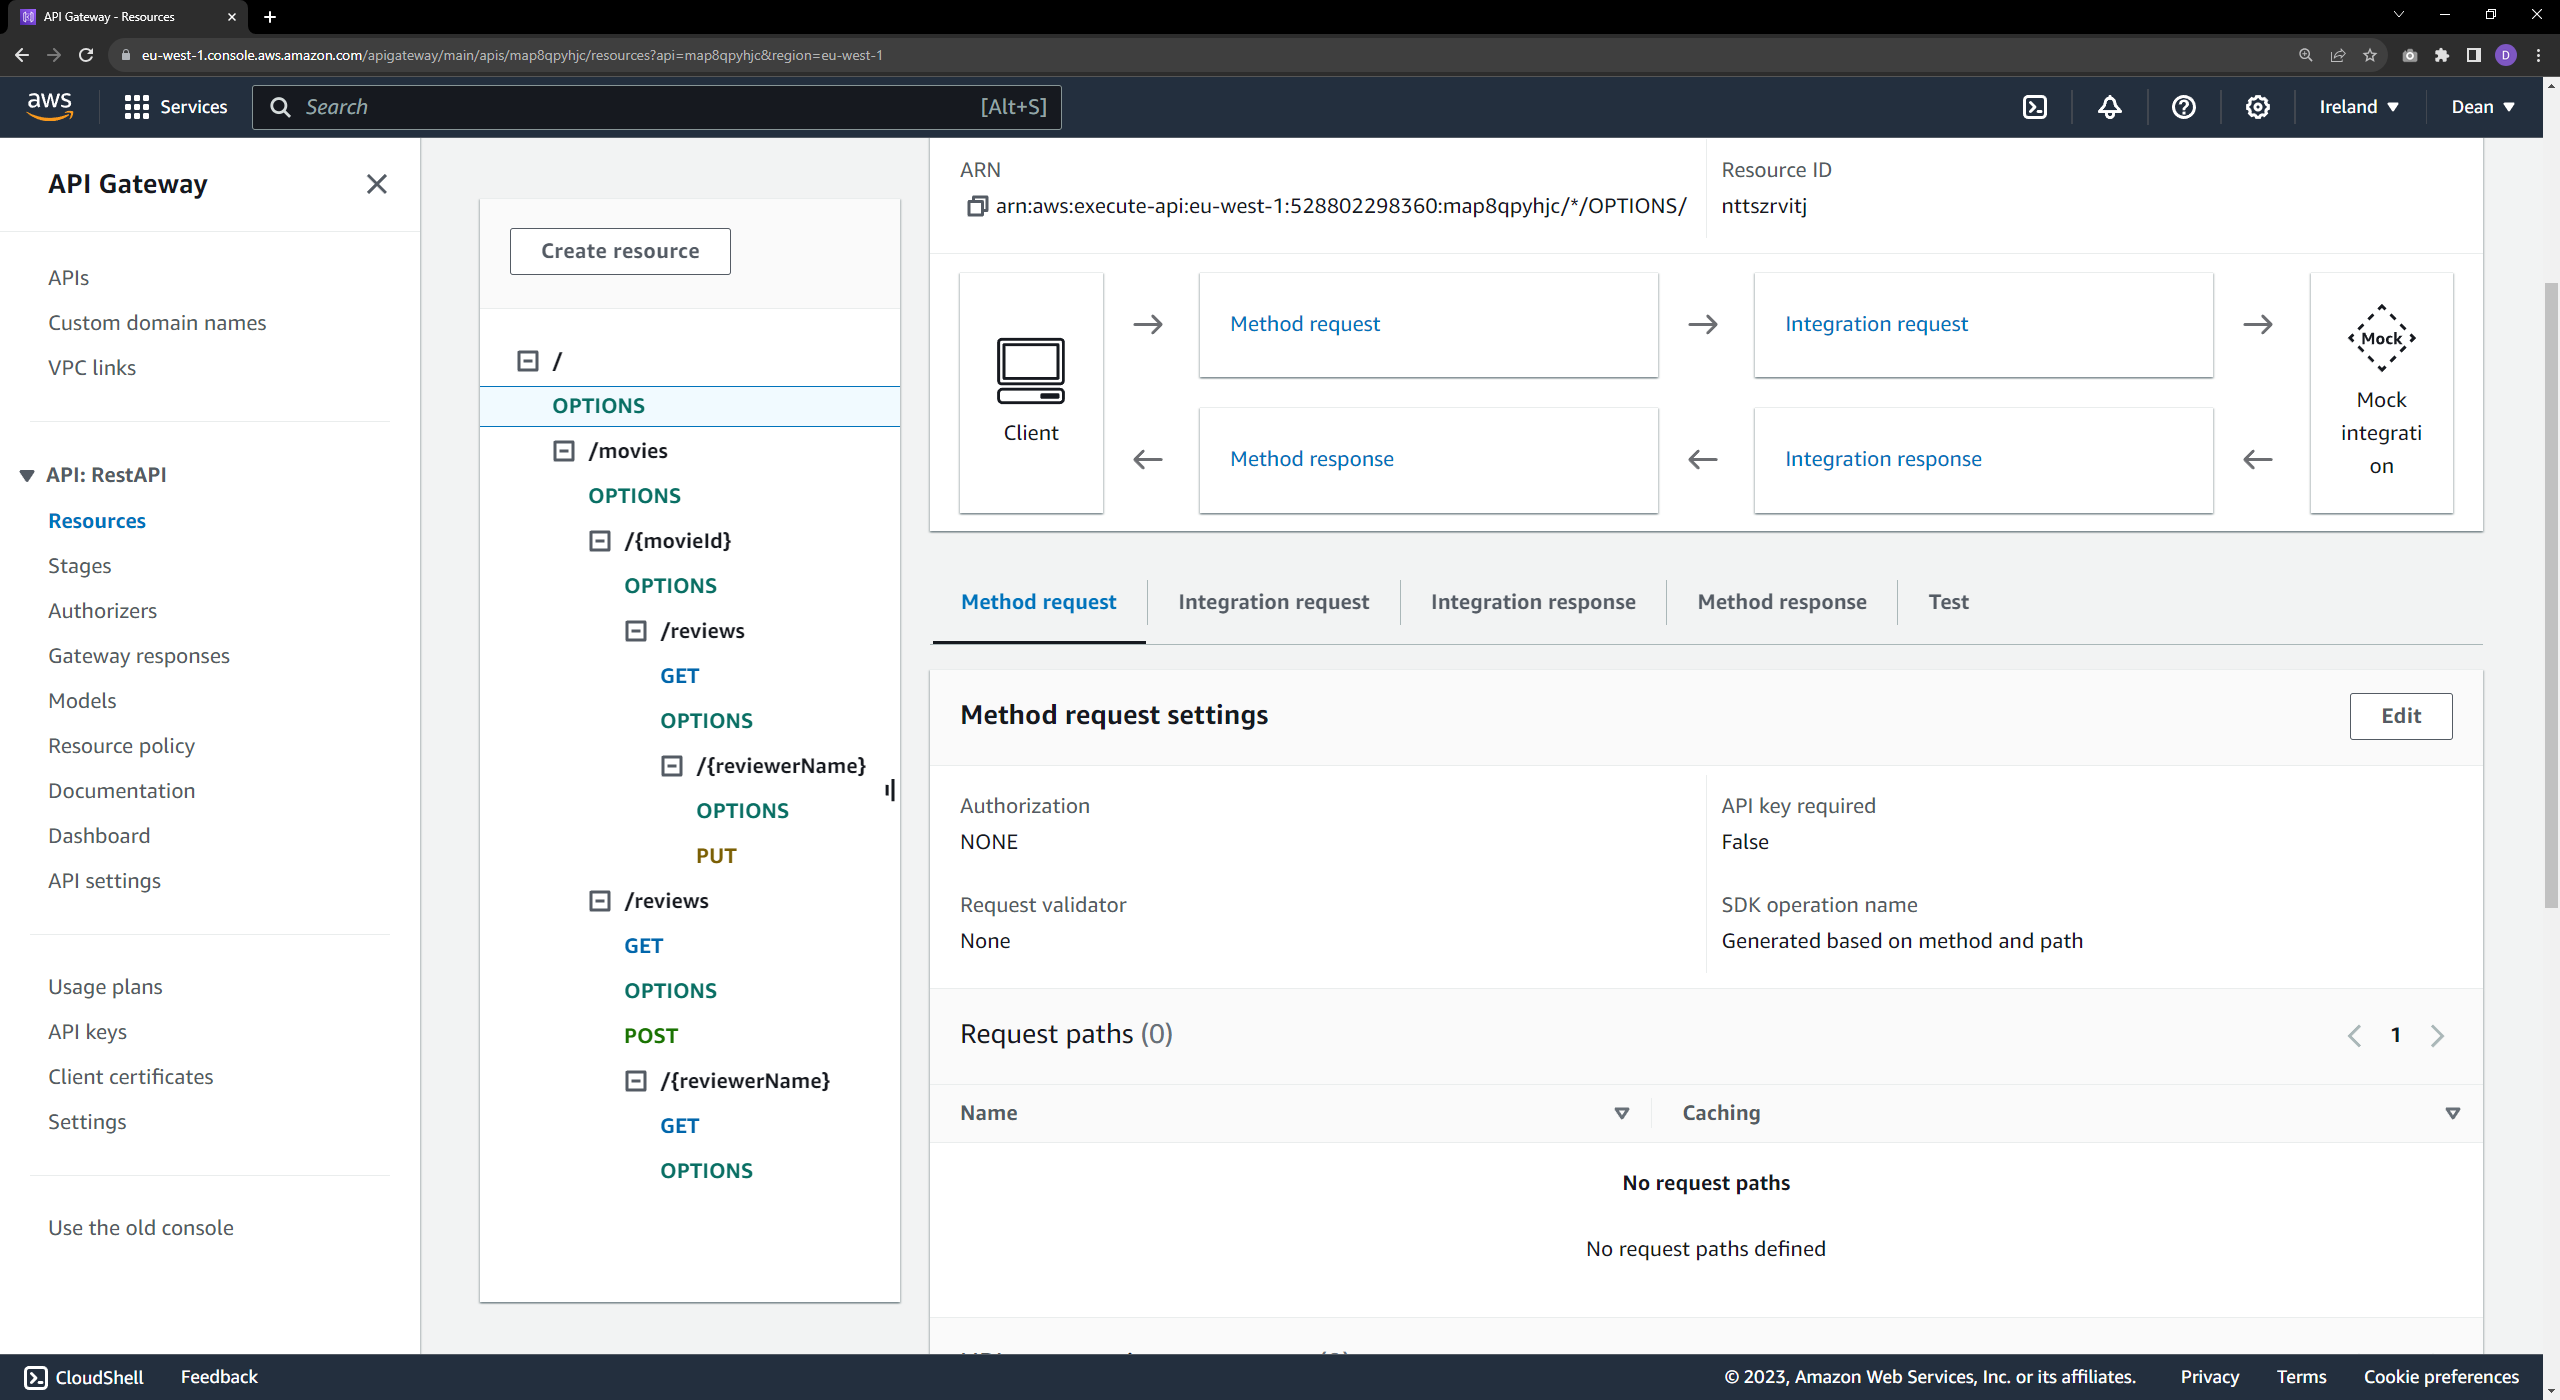 API Gateway - Resources
eu-west-1.console.aws.amazon.com/apigateway/main/apis/map8qpyhjc/resources?api=map8qpyhjc&region=eu-west-1
D
aws
Services
Search
[Alt+S]
Ireland
Dean
API Gateway
APIs
Custom domain names
VPC links
API: RestAPI
Resources
Stages
Authorizers
Gateway responses
Models
Resource policy
Documentation
Dashboard
API settings
Usage plans
API keys
Client certificates
Settings
Use the old console
Create resource
/
OPTIONS
/movies
OPTIONS
/{movieId}
OPTIONS
/reviews
GET
OPTIONS
/{reviewerName}
OPTIONS
PUT
/reviews
GET
OPTIONS
POST
/{reviewerName}
GET
OPTIONS
ARN
arn:aws:execute-api:eu-west-1:528802298360:map8qpyhjc/*/OPTIONS/
Resource ID
nttszrvitj
Client
Method request
Integration request
Method response
Integration response
Mock
Mock
integrati
on
Method request
Integration request
Integration response
Method response
Test
Method request settings
Edit
Authorization
NONE
API key required
False
Request validator
None
SDK operation name
Generated based on method and path
Request paths (0)
1
Name
Caching
No request paths
No request paths defined
CloudShell
Feedback
© 2023, Amazon Web Services, Inc. or its affiliates.
Privacy
Terms
Cookie preferences